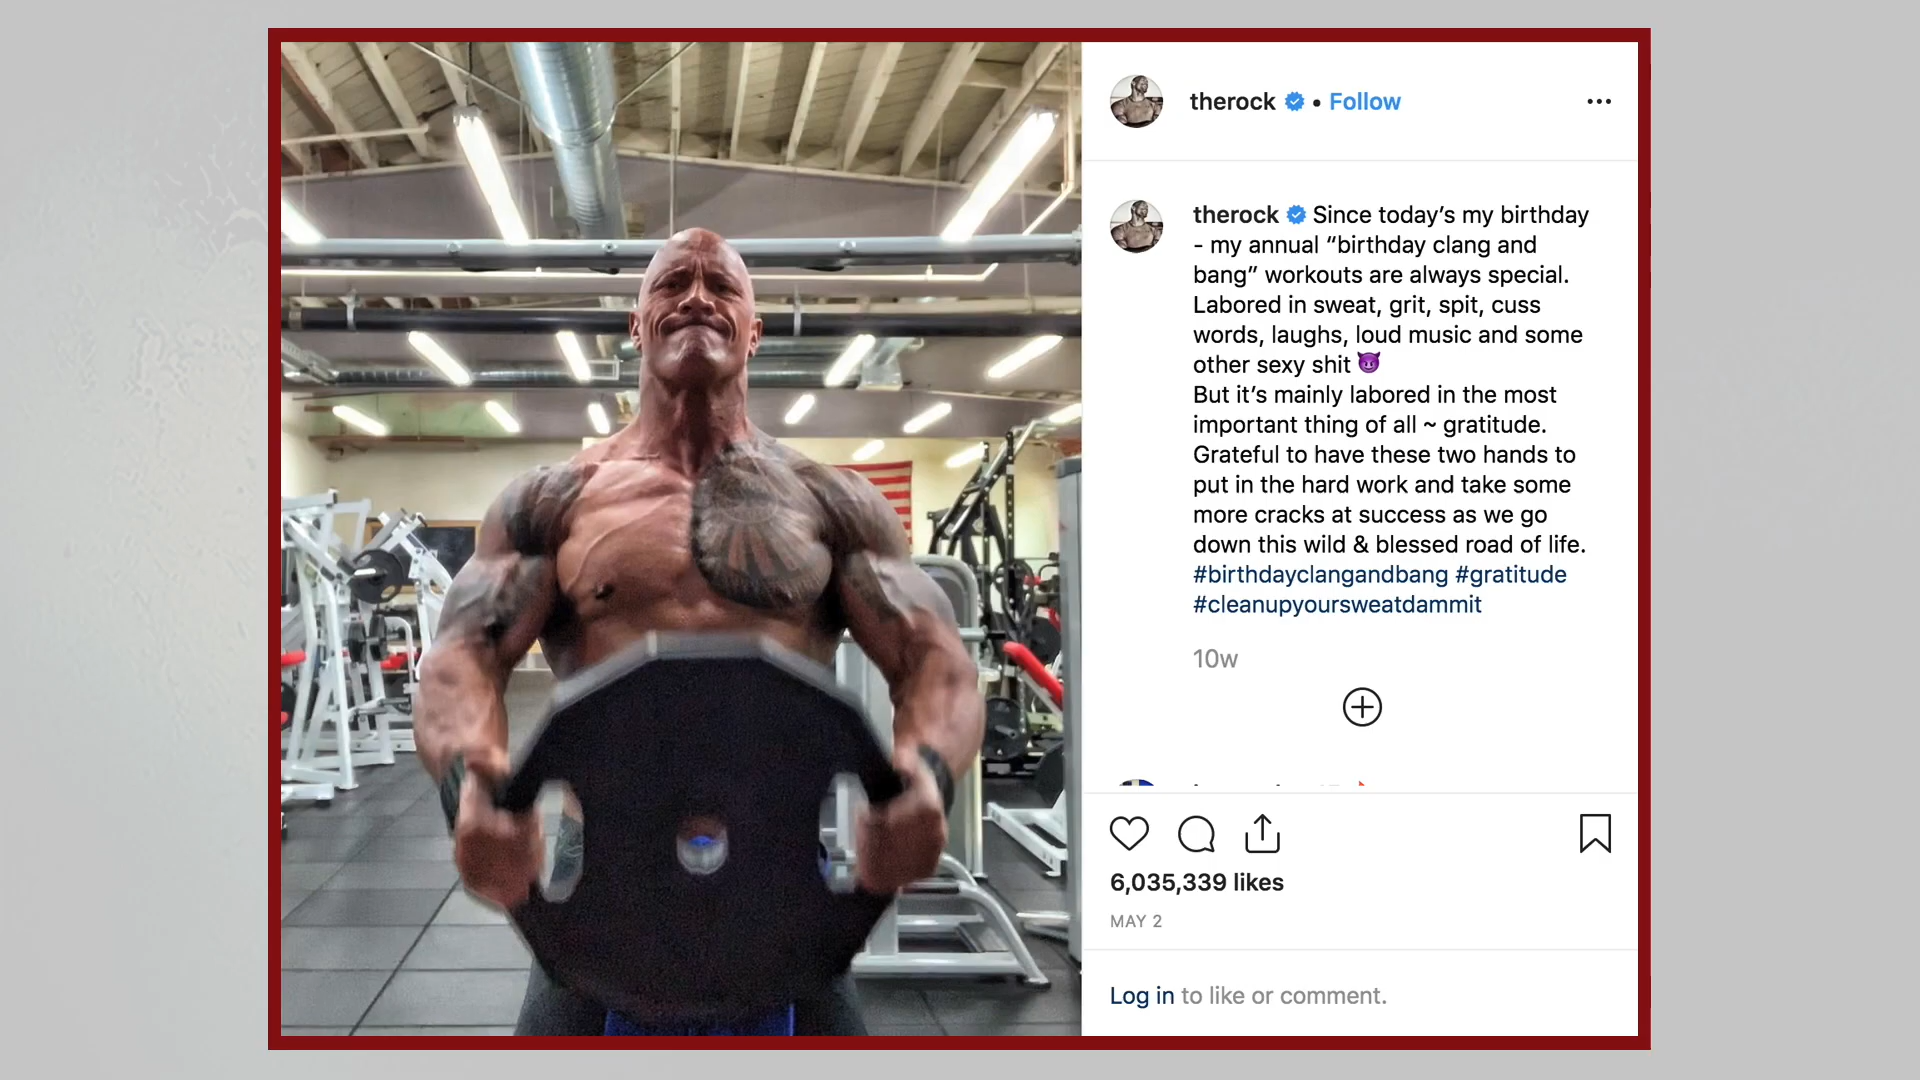 therock • Follow
therock Since today’s my birthday
- my annual “birthday clang and
bang” workouts are always special.
Labored in sweat, grit, spit, cuss
words, laughs, loud music and some
other sexy shit 😈
But it’s mainly labored in the most
important thing of all ~ gratitude.
Grateful to have these two hands to
put in the hard work and take some
more cracks at success as we go
down this wild & blessed road of life.
#birthdayclangandbang #gratitude
#cleanupyoursweatdammit
10w
6,035,339 likes
MAY 2
Log in to like or comment.